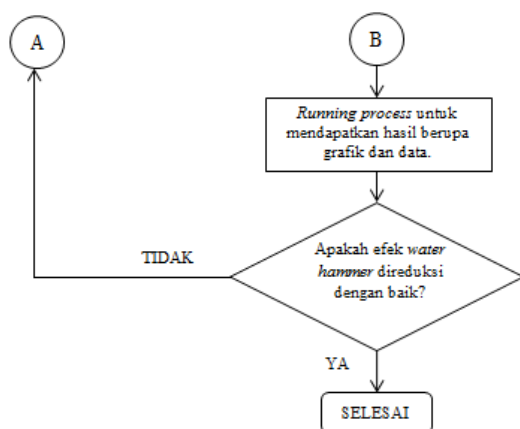 A
B
Running process untuk
mendapatkan hasil berupa
grafik dan data.
TIDAK
Apakah efek water
hammer direduksi
dengan baik?
YA
SELESAI